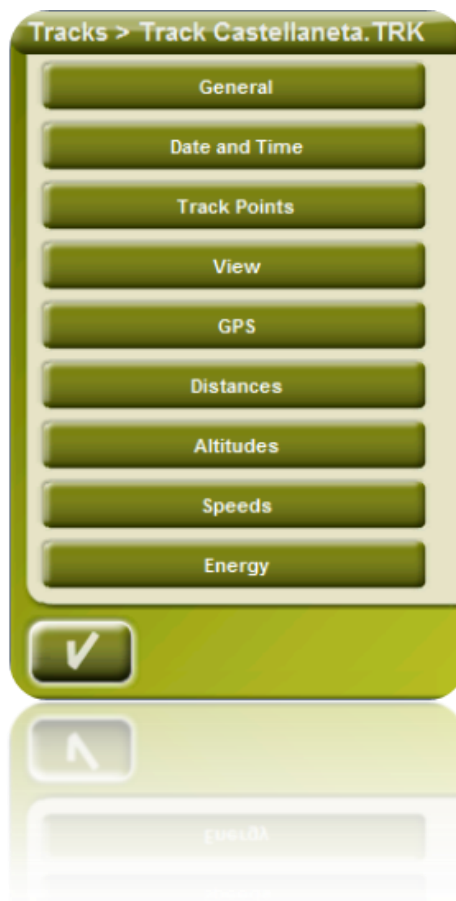 Tracks > Track Castellaneta.TRK
General
Date and Time
Track Points
View
GPS
Distances
Altitudes
Speeds
Energy